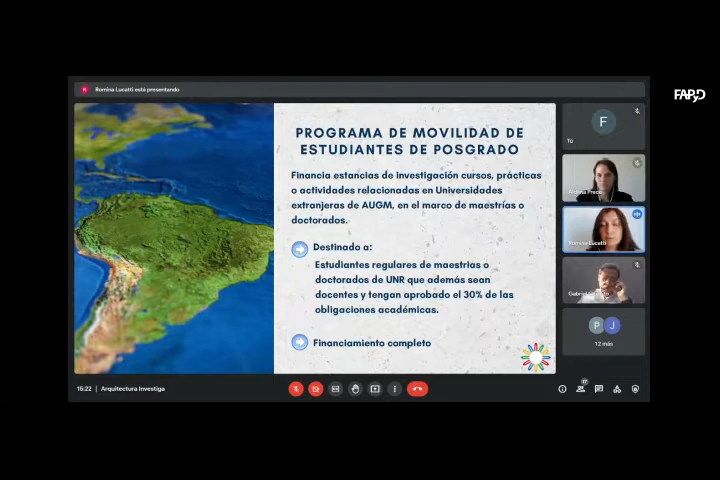 FAPyD
R
Romina Lucatti está presentando
PROGRAMA DE MOVILIDAD DE
ESTUDIANTES DE POSGRADO
Financia estancias de investigación cursos, prácticas
o actividades relacionadas en Universidades
extranjeras de AUGM, en el marco de maestrías o
doctorados.
Destinado a:
Estudiantes regulares de maestrias o
doctorados de UNR que además sean
docentes y tengan aprobado el 30% de las
obligaciones académicas.
Financiamiento completo
F
Tú
Romina Lucatti
Gabriel
P J
12 más
15:22 | Arquitectura Investiga